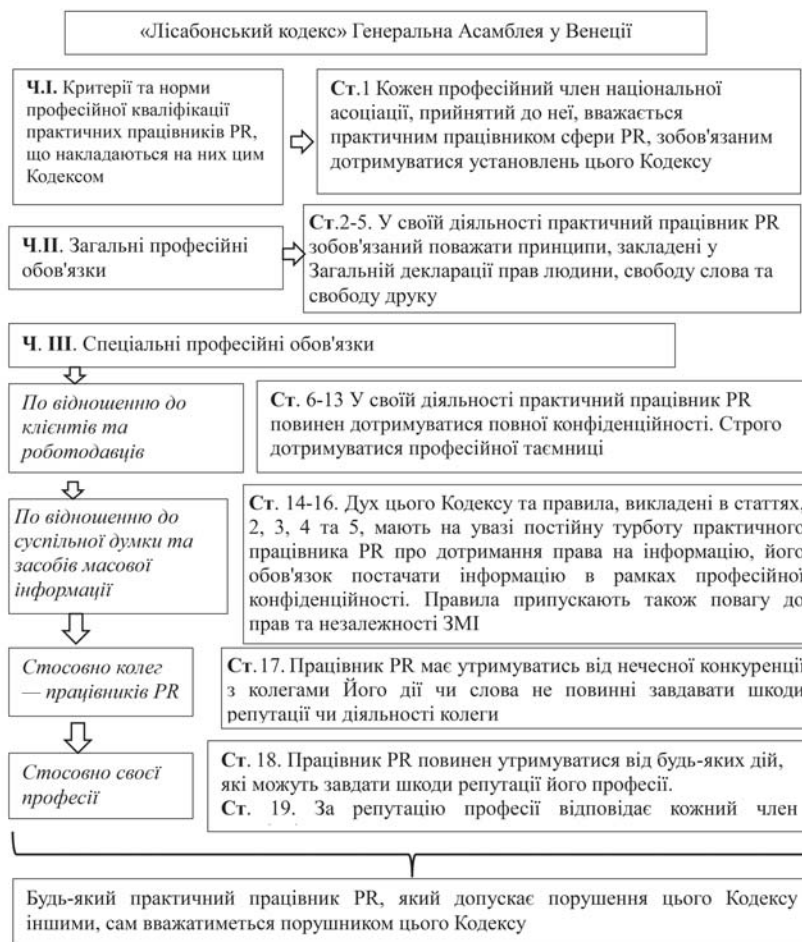 «Лісабонський кодекс» Генеральна Асамблея у Венеції
Ч.І. Критерії та норми
професійної кваліфікації
практичних працівників PR,
що накладаються на них цим
Кодексом
Ст.1 Кожен професійний член національної
асоціації, прийнятий до неї, вважається
практичним працівником сфери PR, зобов'язаним
дотримуватися установлень цього Кодексу
Ч.ІІ. Загальні професійні
обов'язки
Ст.2-5. У своїй діяльності практичний працівник PR
зобов'язаний поважати принципи, закладені у
Загальній декларації прав людини, свободу слова та
свободу друку
Ч. ІІІ. Спеціальні професійні обов'язки
По відношенню до
клієнтів та
роботодавців
Ст. 6-13 У своїй діяльності практичний працівник PR
повинен дотримуватися повної конфіденційності. Строго
дотримуватися професійної таємниці
По відношенню до
суспільної думки та
засобів масової
інформації
Ст. 14-16. Дух цього Кодексу та правила, викладені в статтях,
2, 3, 4 та 5, мають на увазі постійну турботу практичного
працівника PR про дотримання права на інформацію, його
обов'язок постачати інформацію в рамках професійної
конфіденційності. Правила припускають також повагу до
прав та незалежності ЗМІ
Стосовно колег
— працівників PR
Ст.17. Працівник PR має утримуватись від нечесної конкуренції
з колегами Його дії чи слова не повинні завдавати шкоди
репутації чи діяльності колеги
Стосовно своєї
професії
Ст. 18. Працівник PR повинен утримуватися від будь-яких дій,
які можуть завдати шкоди репутації його професії.
Ст. 19. За репутацію професії відповідає кожний член
Будь-який практичний працівник PR, який допускає порушення цього Кодексу
іншими, сам вважатиметься порушником цього Кодексу